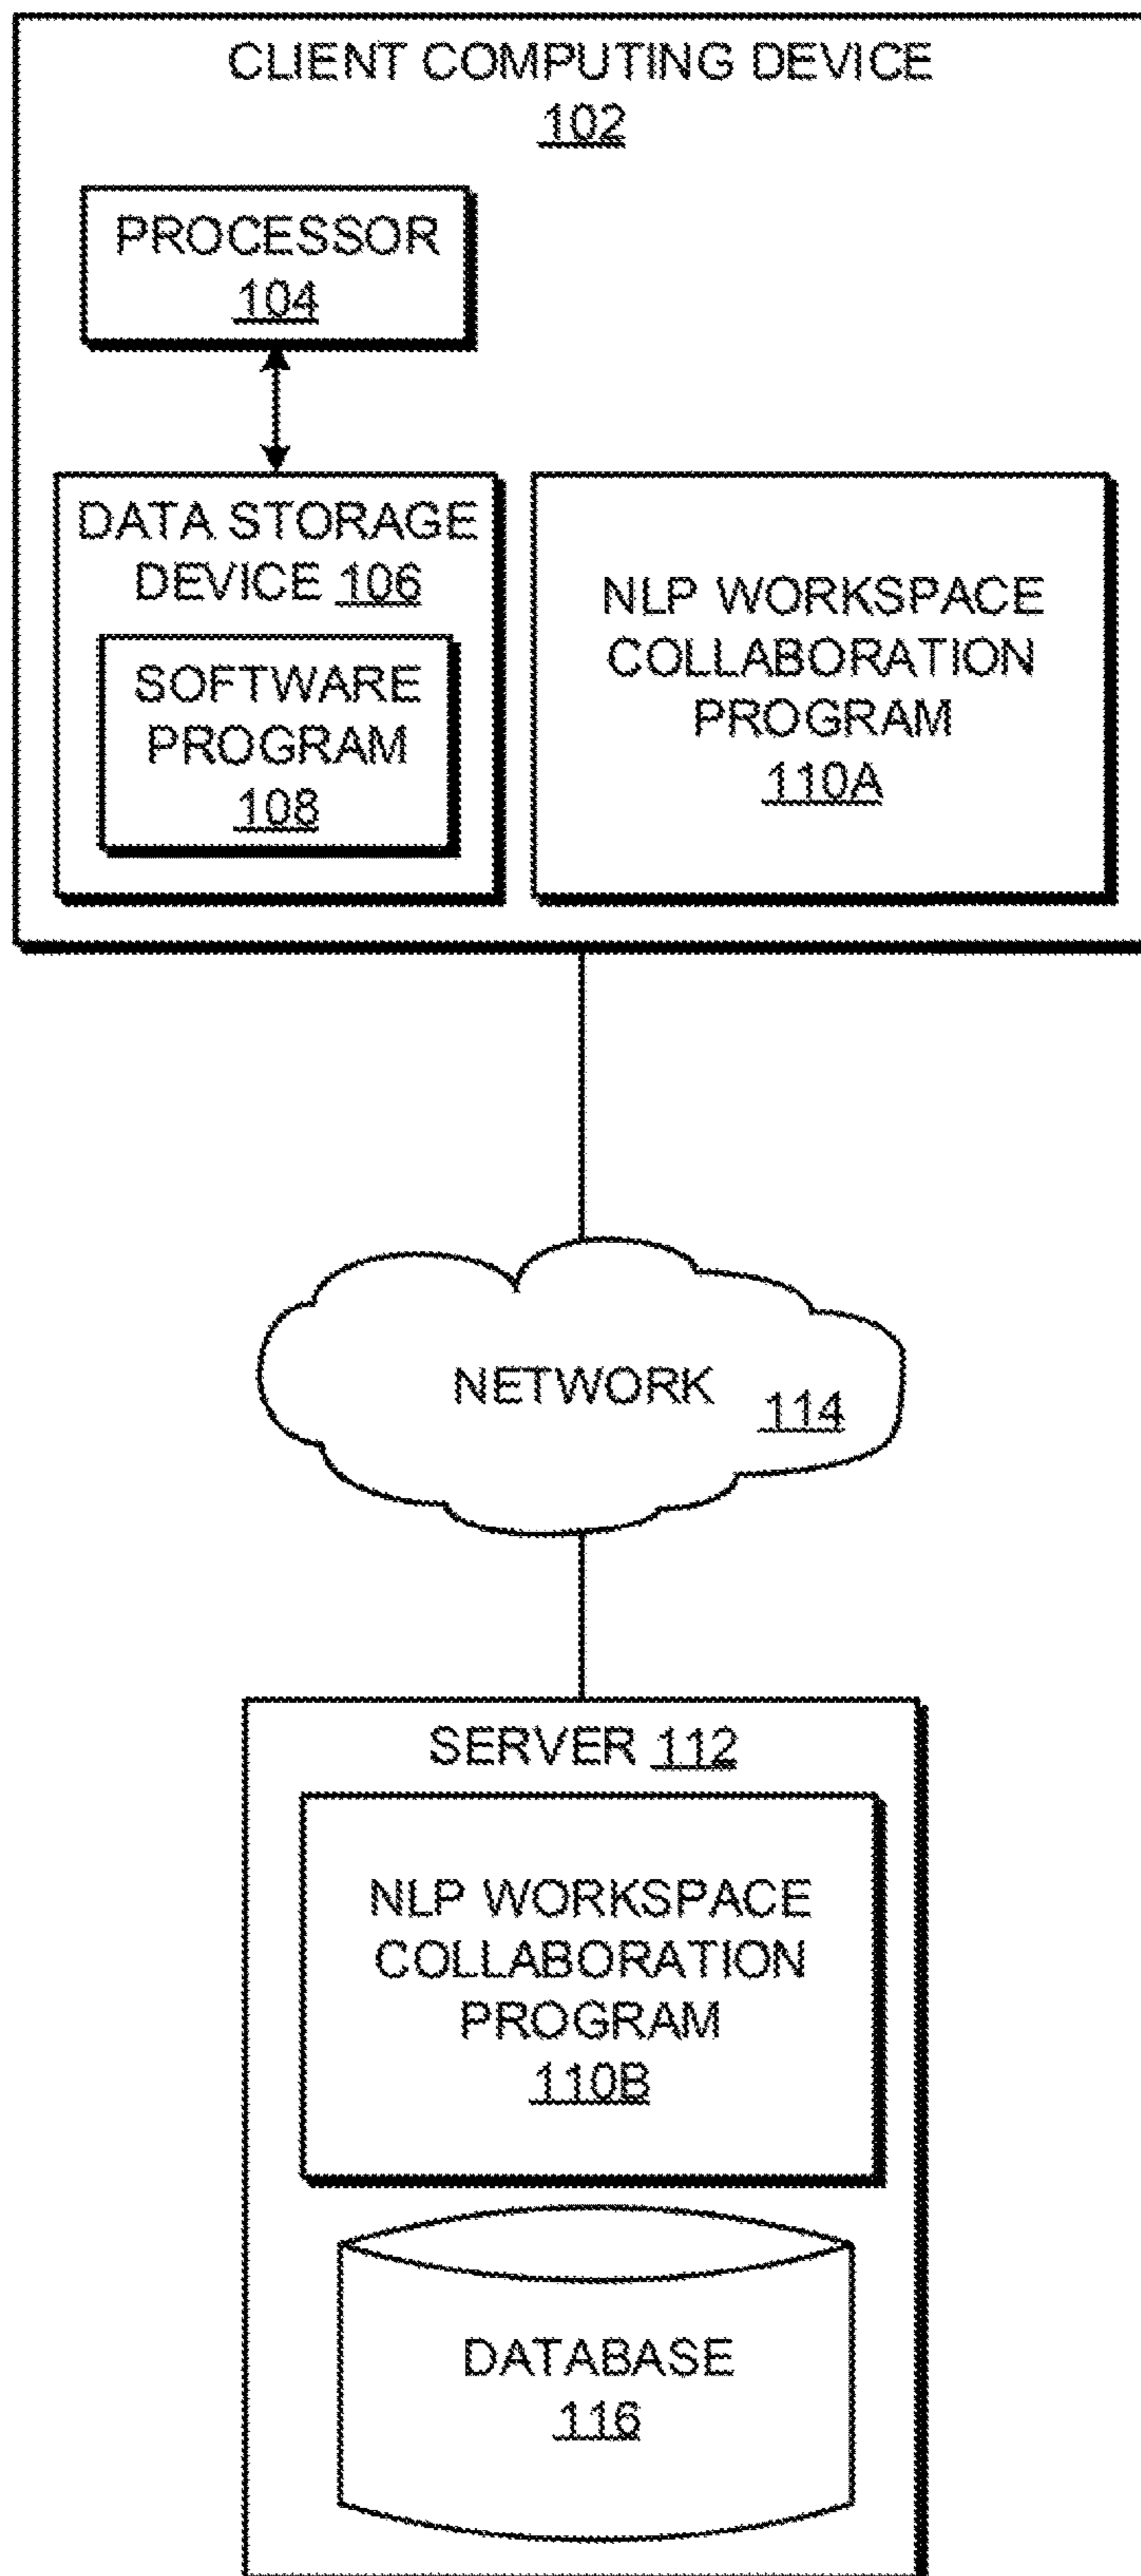 CLIENT COMPUTING DEVICE
102
PROCESSOR
104
DATA STORAGE
DEVICE 106
SOFTWARE
PROGRAM
108
NLP WORKSPACE
COLLABORATION
PROGRAM
110A
NETWORK 114
SERVER 112
NLP WORKSPACE
COLLABORATION
PROGRAM
110B
DATABASE
116